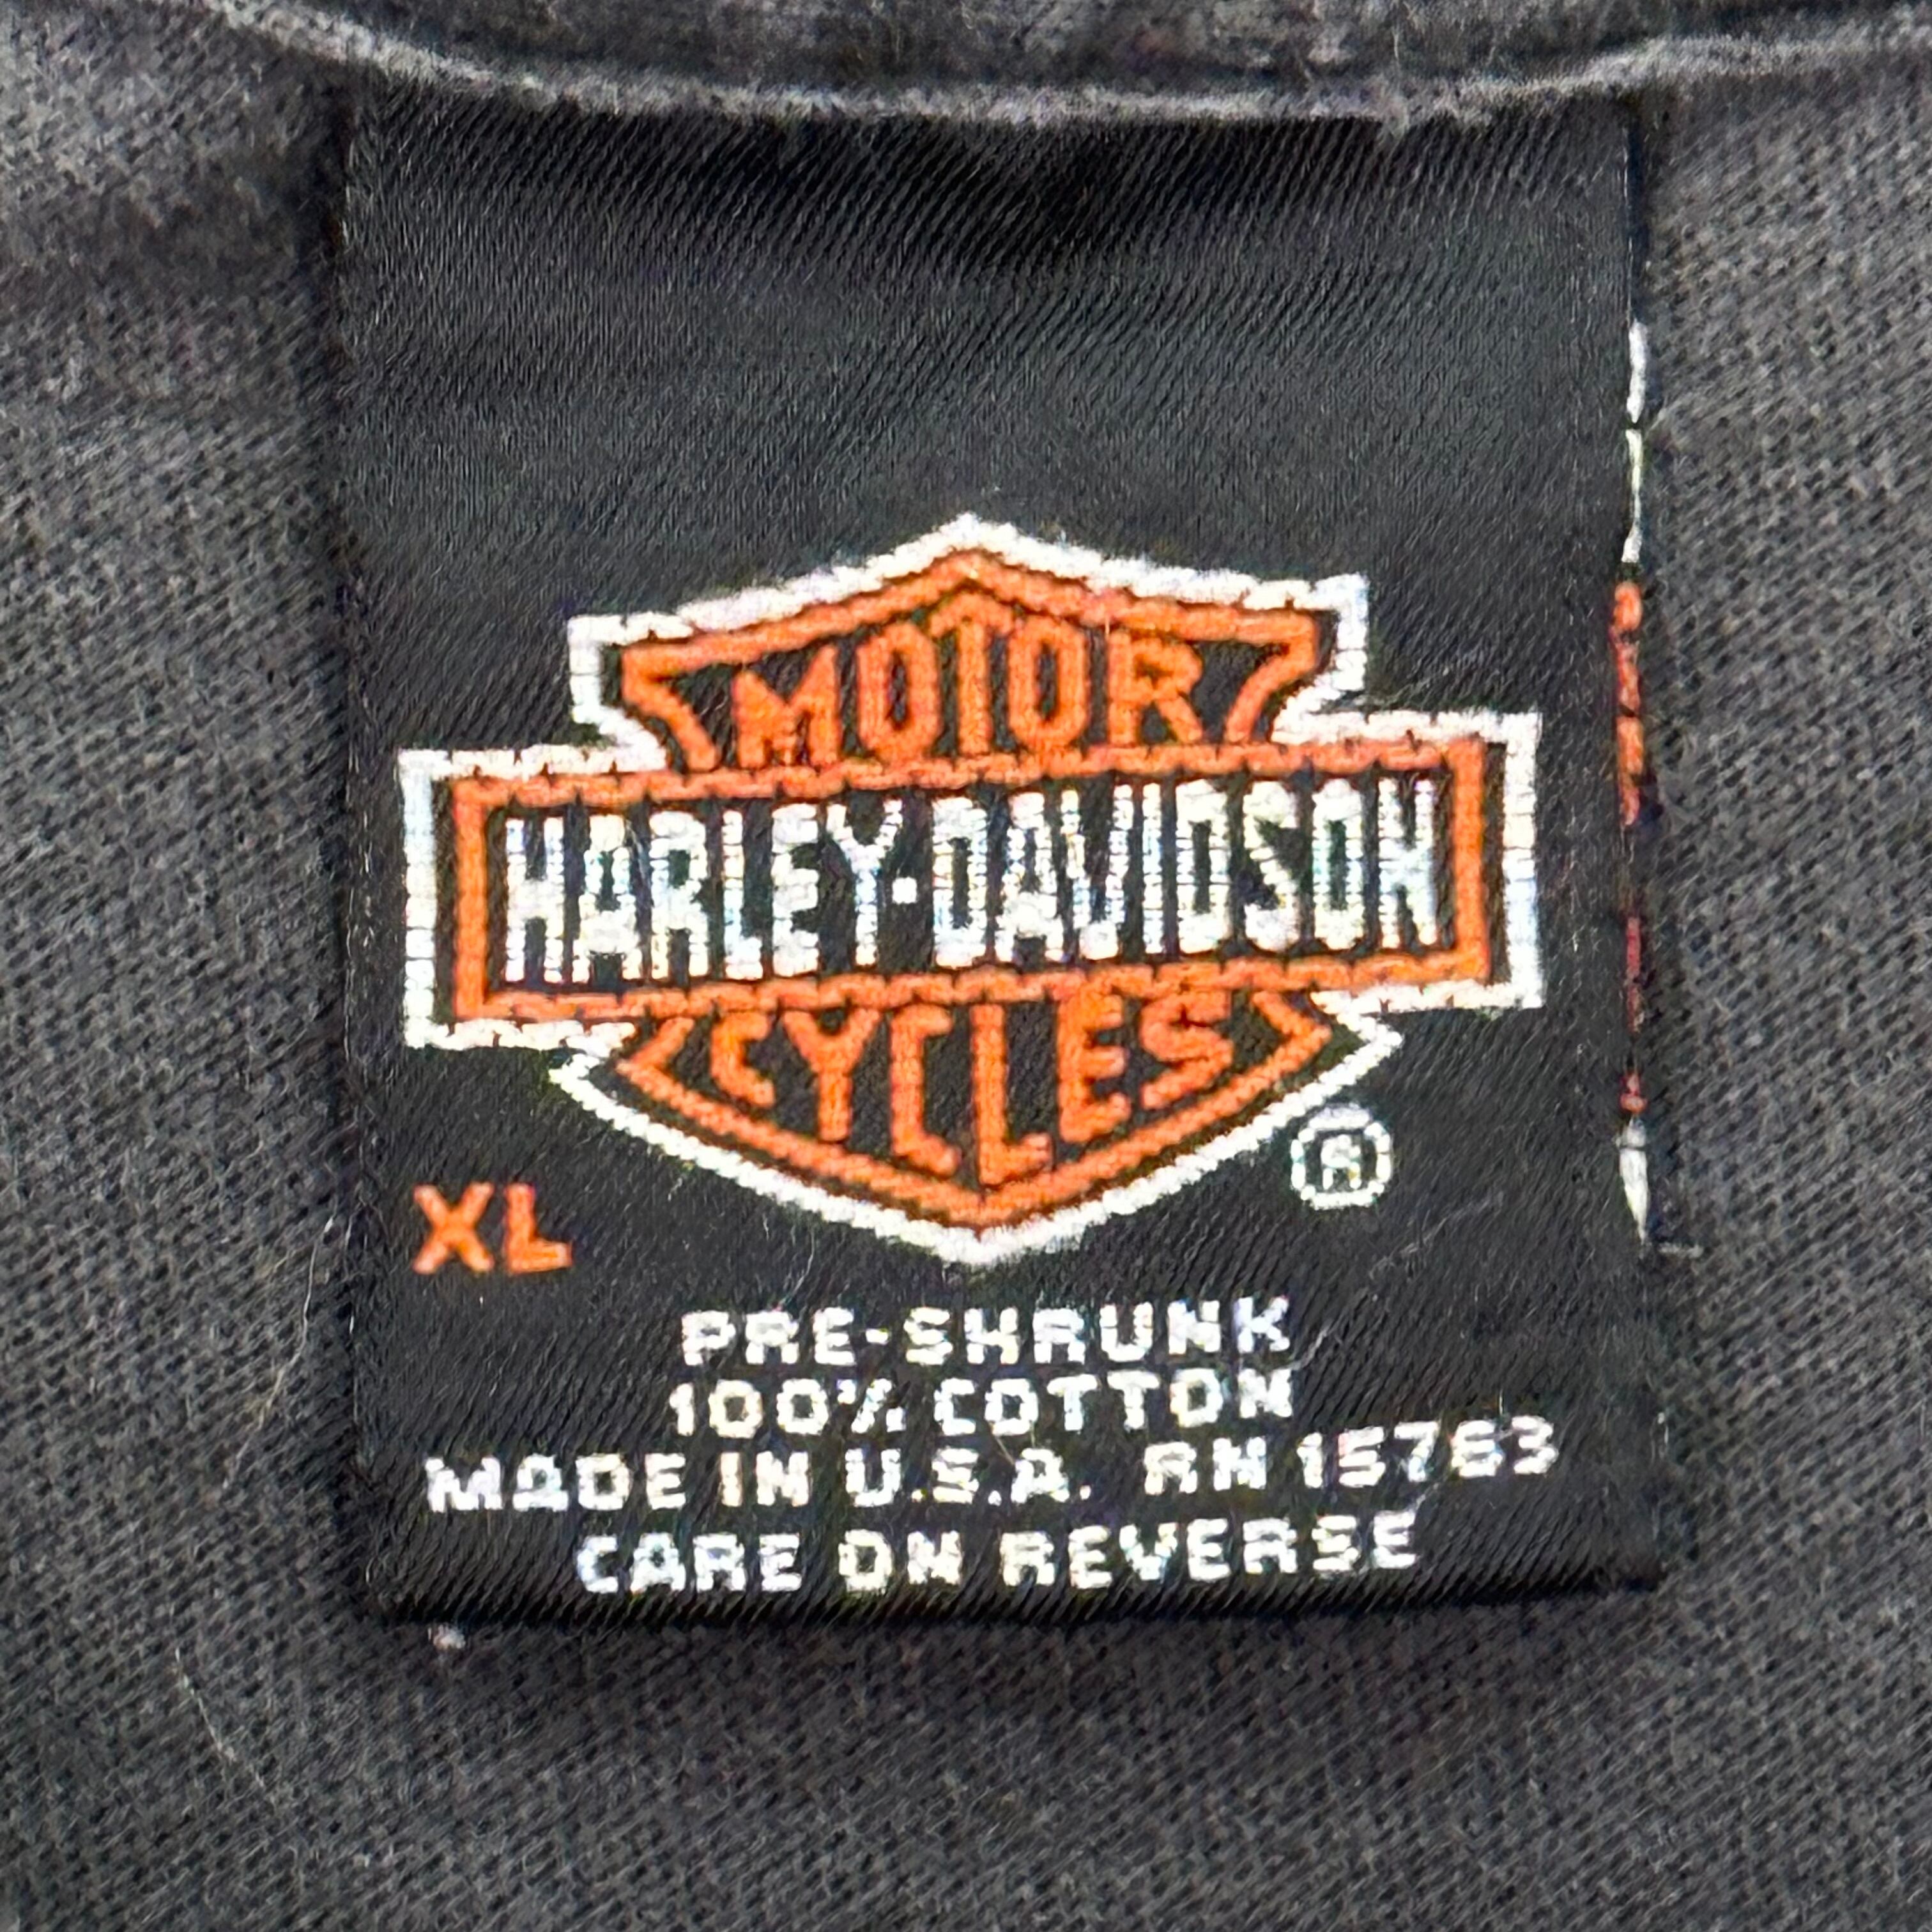 MOTOR
HARLEY-DAVIDSON
CYCLES
®
XL
PRE-SHRUNK
100% COTTON
MADE IN U.S.A. RN 15763
CARE ON REVERSE